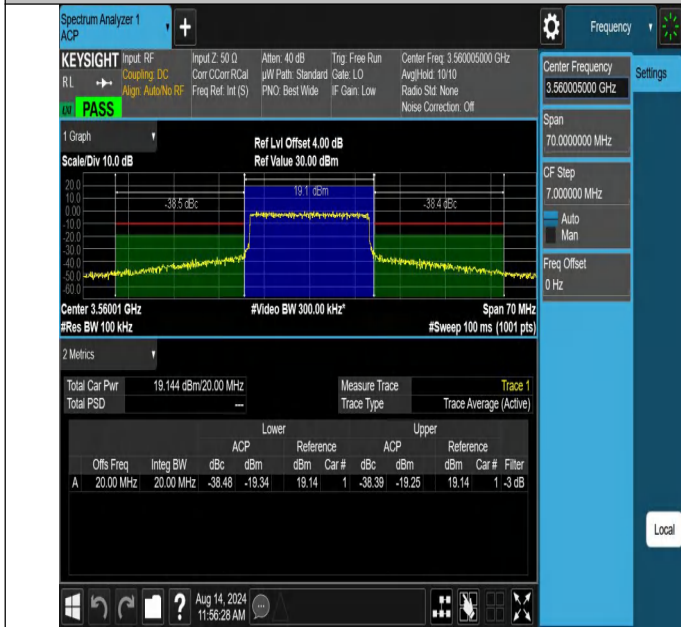 Spectrum Analyzer 1
ACP
+
Frequency
KEYSIGHT Input: RF
Coupling: DC
Align: Auto/No RF
Input Z: 50 Ω
Corr CCorr RCal
Freq Ref: Int (S)
Atten: 40 dB
µW Path: Standard
PNO: Best Wide
Trig: Free Run
Gate: LO
IF Gain: Low
Center Freq: 3.560005000 GHz
Avg|Hold: 10/10
Radio Std: None
Noise Correction: Off
RL
LXI PASS
Center Frequency
3.560005000 GHz
Settings
Span
70.0000000 MHz
CF Step
7.000000 MHz
Auto
Man
Freq Offset
0 Hz
1 Graph
Scale/Div 10.0 dB
Ref Lvl Offset 4.00 dB
Ref Value 30.00 dBm
20.0
10.0
0.00
-10.0
-20.0
-30.0
-40.0
-50.0
-60.0
-38.5 dBc
19.1 dBm
-38.4 dBc
Center 3.56001 GHz
#Video BW 300.00 kHz*
Span 70 MHz
#Res BW 100 kHz
#Sweep 100 ms (1001 pts)
2 Metrics
Total Car Pwr 19.144 dBm/20.00 MHz
Total PSD ---
Measure Trace Trace 1
Trace Type Trace Average (Active)
Lower Upper
ACP Reference ACP Reference
Offs Freq Integ BW dBc dBm dBm Car # dBc dBm dBm Car # Filter
A 20.00 MHz 20.00 MHz -38.48 -19.34 19.14 1 -38.39 -19.25 19.14 1 -3 dB
Local
?
Aug 14, 2024
11:56:28 AM